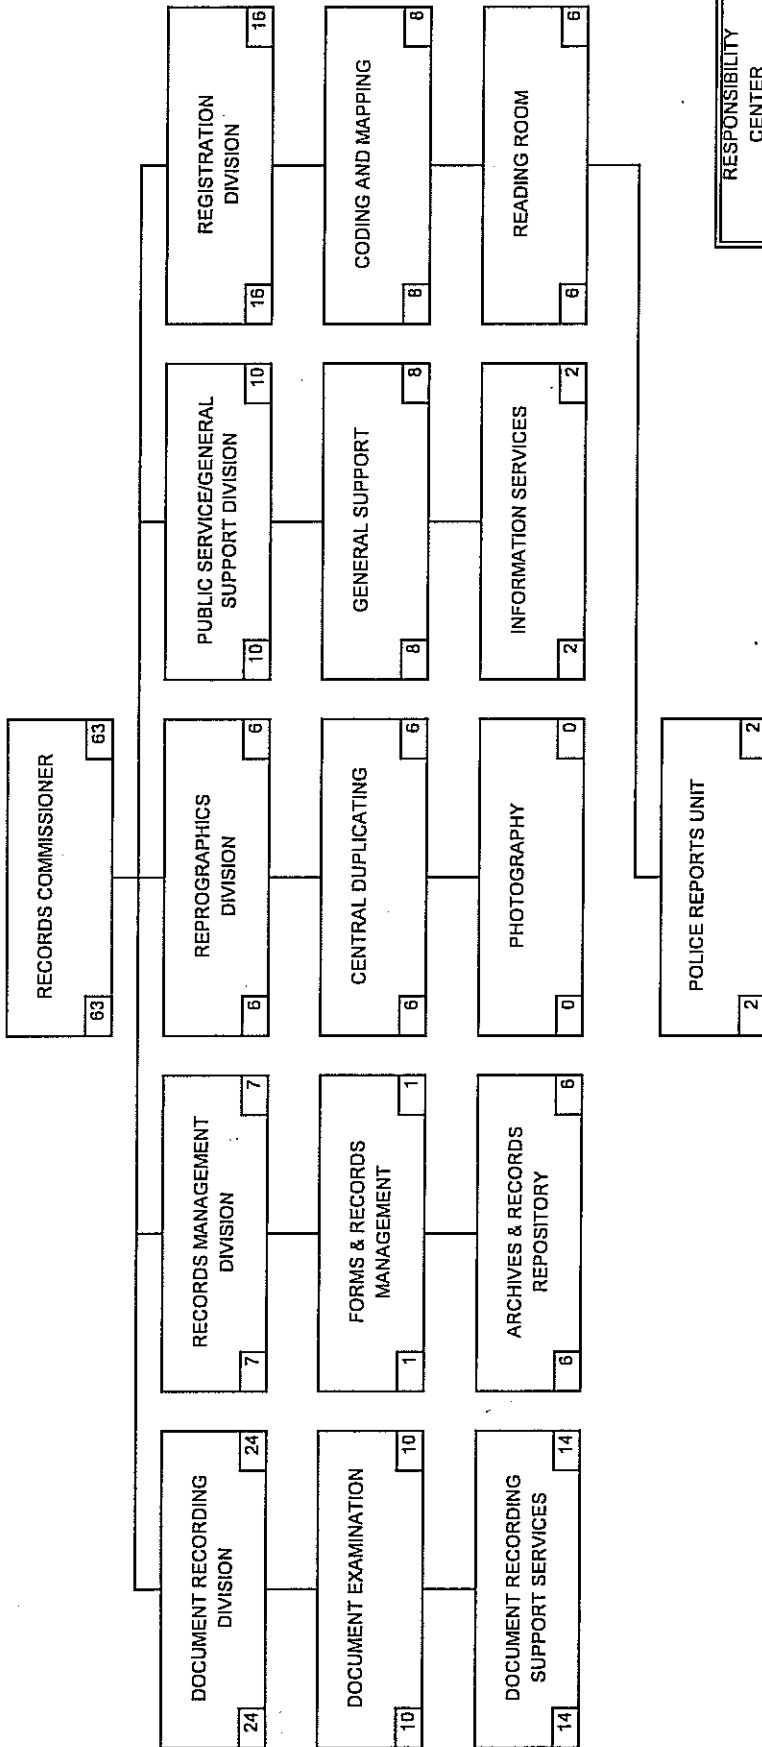 RECORDS COMMISSIONER
63 63
DOCUMENT RECORDING
DIVISION
24 24
RECORDS MANAGEMENT
DIVISION
7 7
REPROGRAPHICS
DIVISION
6 6
PUBLIC SERVICE/GENERAL
SUPPORT DIVISION
10 10
REGISTRATION
DIVISION
16 16
DOCUMENT EXAMINATION
10 10
FORMS & RECORDS
MANAGEMENT
1 1
CENTRAL DUPLICATING
6 6
GENERAL SUPPORT
8 8
CODING AND MAPPING
8 8
DOCUMENT RECORDING
SUPPORT SERVICES
14 14
ARCHIVES & RECORDS
REPOSITORY
6 6
PHOTOGRAPHY
0 0
INFORMATION SERVICES
2 2
READING ROOM
6 6
POLICE REPORTS UNIT
2 2
RESPONSIBILITY
CENTER